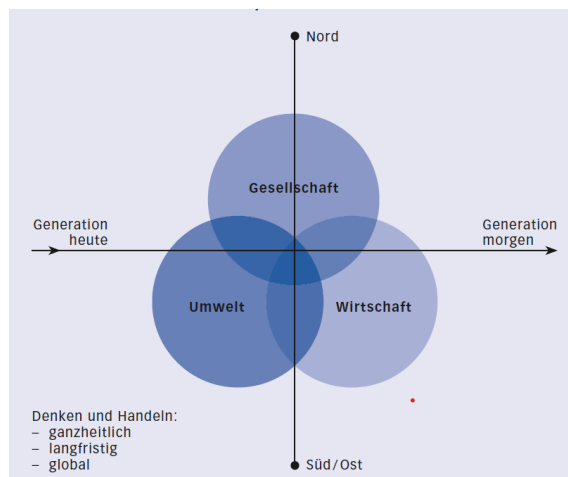 Nord
Gesellschaft
Generation
heute
Generation
morgen
Umwelt
Wirtschaft
Denken und Handeln:
– ganzheitlich
– langfristig
– global
Süd/Ost